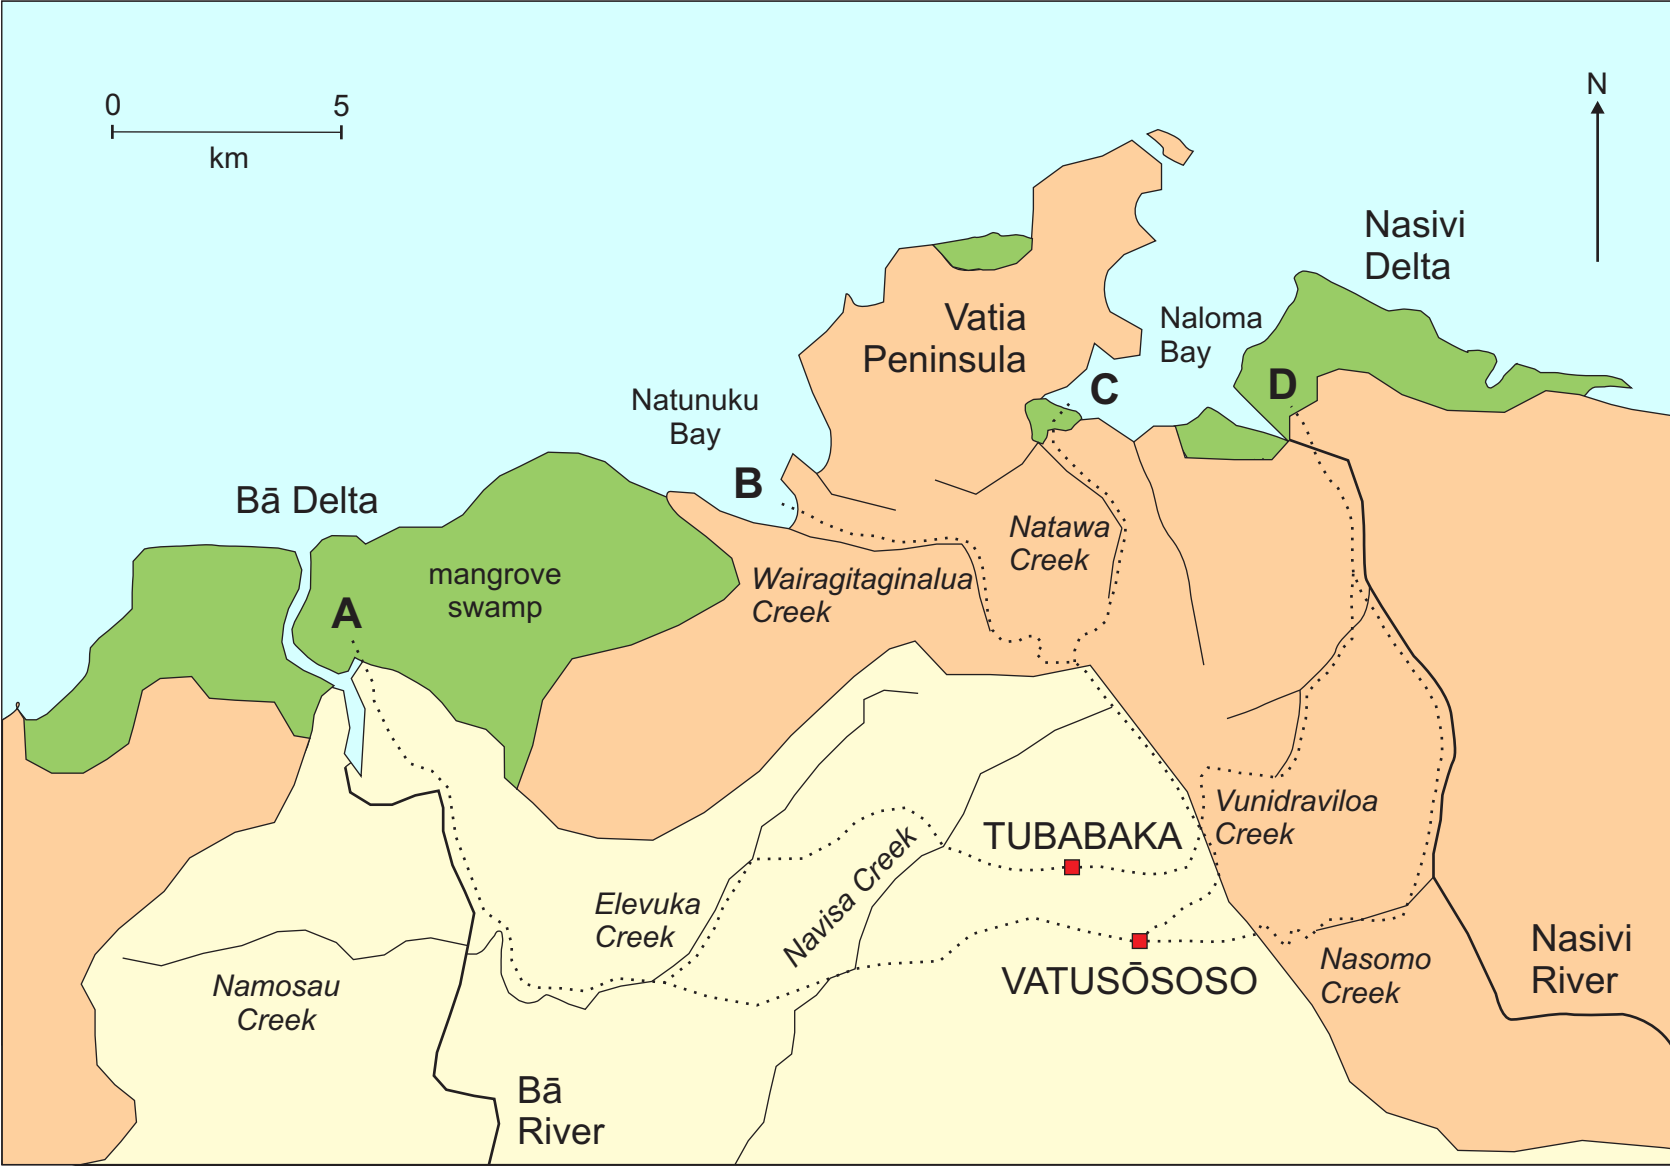 0 5
km
N
Nasivi
Delta
Naloma
Bay
Vatia
Peninsula
C
D
Natunuku
Bay
B
Bā Delta
Natawa
Creek
mangrove
swamp
Wairagitaginalua
Creek
A
Vunidraviloa
Creek
TUBABAKA
Navisa Creek
Elevuka
Creek
VATUSŌSOSO
Nasomo
Creek
Nasivi
River
Namosau
Creek
Bā
River